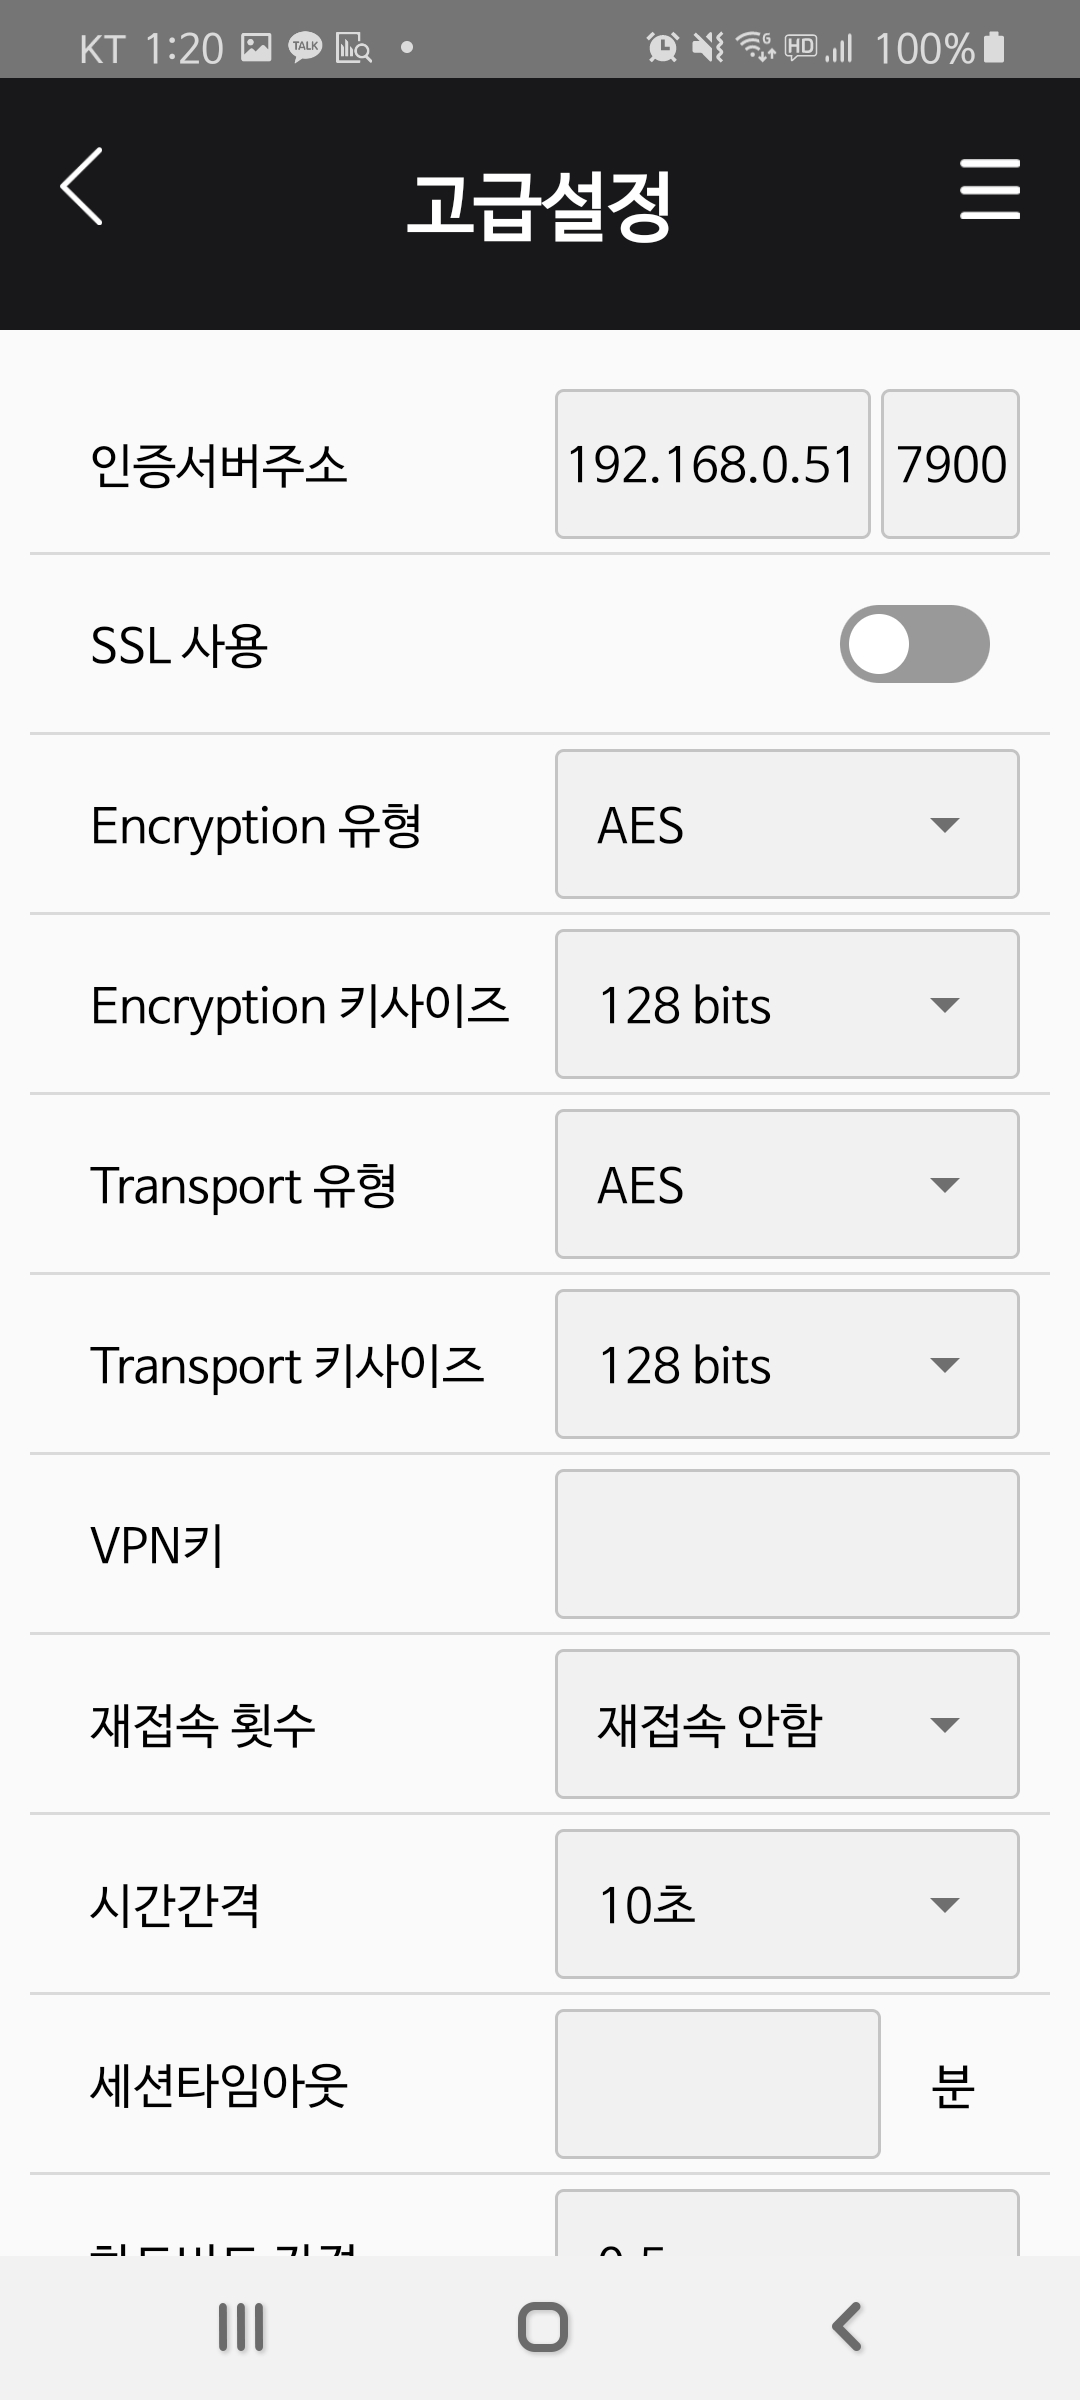 KT 1:20 TALK G HD 100%
고급설정
인증서버주소 192.168.0.51 7900
SSL 사용
Encryption 유형 AES
Encryption 키사이즈 128 bits
Transport 유형 AES
Transport 키사이즈 128 bits
VPN키
재접속 횟수 재접속 안함
시간간격 10초
세션타임아웃 분